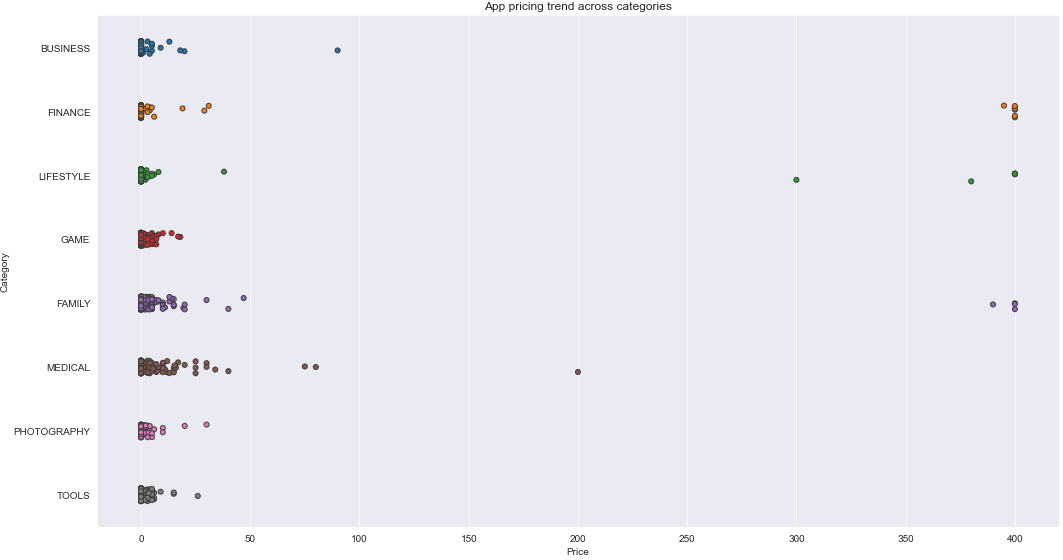 App pricing trend across categories
BUSINESS
FINANCE
LIFESTYLE
GAME
Category
FAMILY
MEDICAL
PHOTOGRAPHY
TOOLS
0 50 100 150 200 250 300 350 400
Price